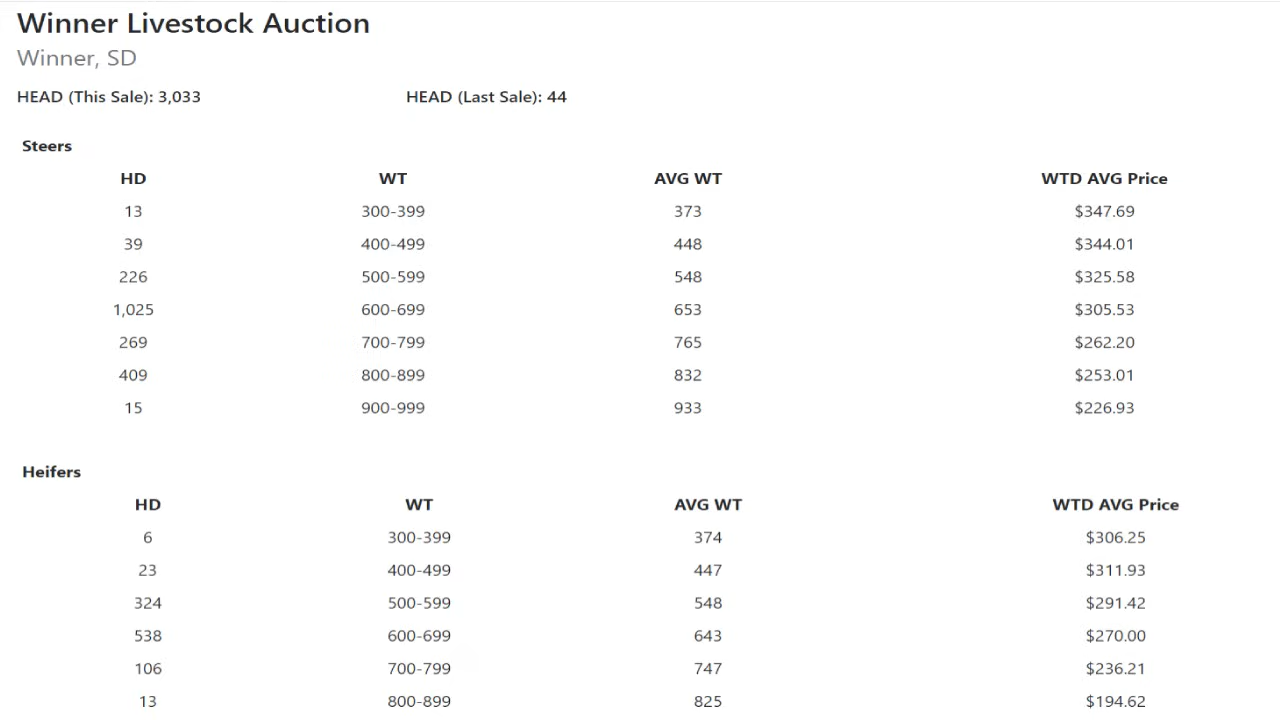 Winner Livestock Auction
Winner, SD
HEAD (This Sale): 3,033 HEAD (Last Sale): 44
Steers
HD WT AVG WT WTD AVG Price
13 300-399 373 $347.69
39 400-499 448 $344.01
226 500-599 548 $325.58
1,025 600-699 653 $305.53
269 700-799 765 $262.20
409 800-899 832 $253.01
15 900-999 933 $226.93
Heifers
HD WT AVG WT WTD AVG Price
6 300-399 374 $306.25
23 400-499 447 $311.93
324 500-599 548 $291.42
538 600-699 643 $270.00
106 700-799 747 $236.21
13 800-899 825 $194.62